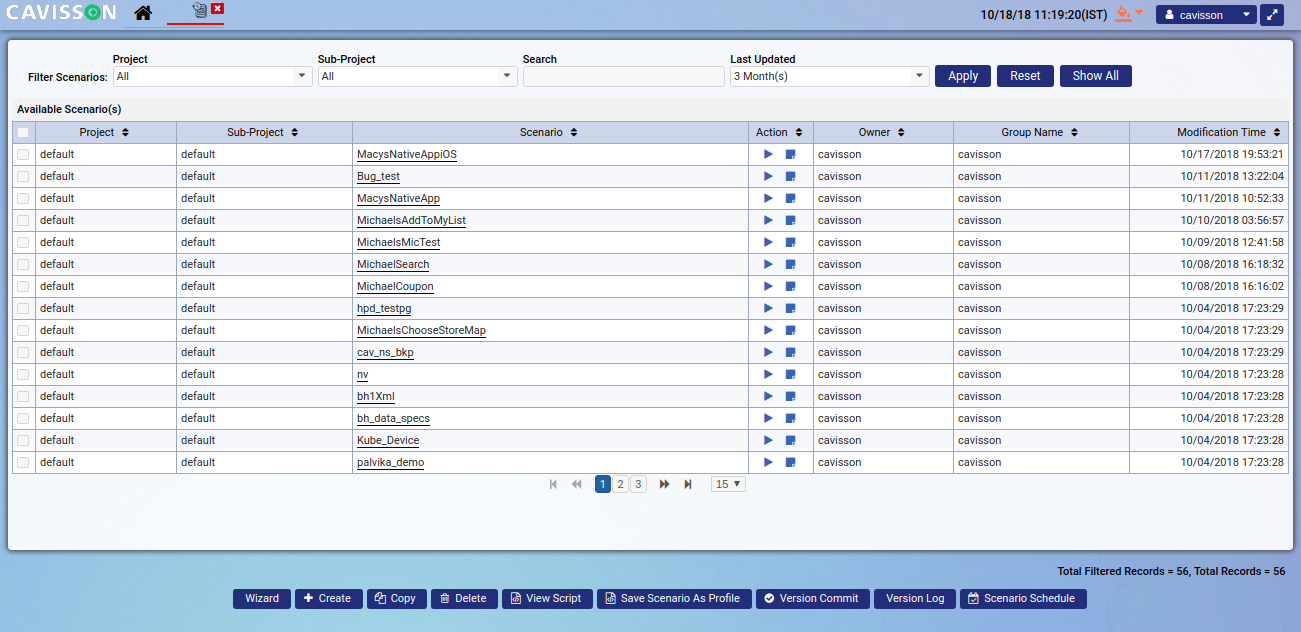 CAVISSON 10/18/18 11:19:20(IST) cavisson
Project Sub-Project Search Last Updated
Filter Scenarios: All All 3 Month(s) Apply Reset Show All
Available Scenario(s)
Project Sub-Project Scenario Action Owner Group Name Modification Time
default default MacysNativeAppiOS cavisson cavisson 10/17/2018 19:53:21
default default Bug_test cavisson cavisson 10/11/2018 13:22:04
default default MacysNativeApp cavisson cavisson 10/11/2018 10:52:33
default default MichaelsAddToMyList cavisson cavisson 10/10/2018 03:56:57
default default MichaelsMicTest cavisson cavisson 10/09/2018 12:41:58
default default MichaelSearch cavisson cavisson 10/08/2018 16:18:32
default default MichaelCoupon cavisson cavisson 10/08/2018 16:16:02
default default hpd_testpg cavisson cavisson 10/04/2018 17:23:29
default default MichaelsChooseStoreMap cavisson cavisson 10/04/2018 17:23:29
default default cav_ns_bkp cavisson cavisson 10/04/2018 17:23:29
default default nv cavisson cavisson 10/04/2018 17:23:28
default default bh1Xml cavisson cavisson 10/04/2018 17:23:28
default default bh_data_specs cavisson cavisson 10/04/2018 17:23:28
default default Kube_Device cavisson cavisson 10/04/2018 17:23:28
default default palvika_demo cavisson cavisson 10/04/2018 17:23:28
1 2 3 15
Total Filtered Records = 56, Total Records = 56
Wizard Create Copy Delete View Script Save Scenario As Profile Version Commit Version Log Scenario Schedule